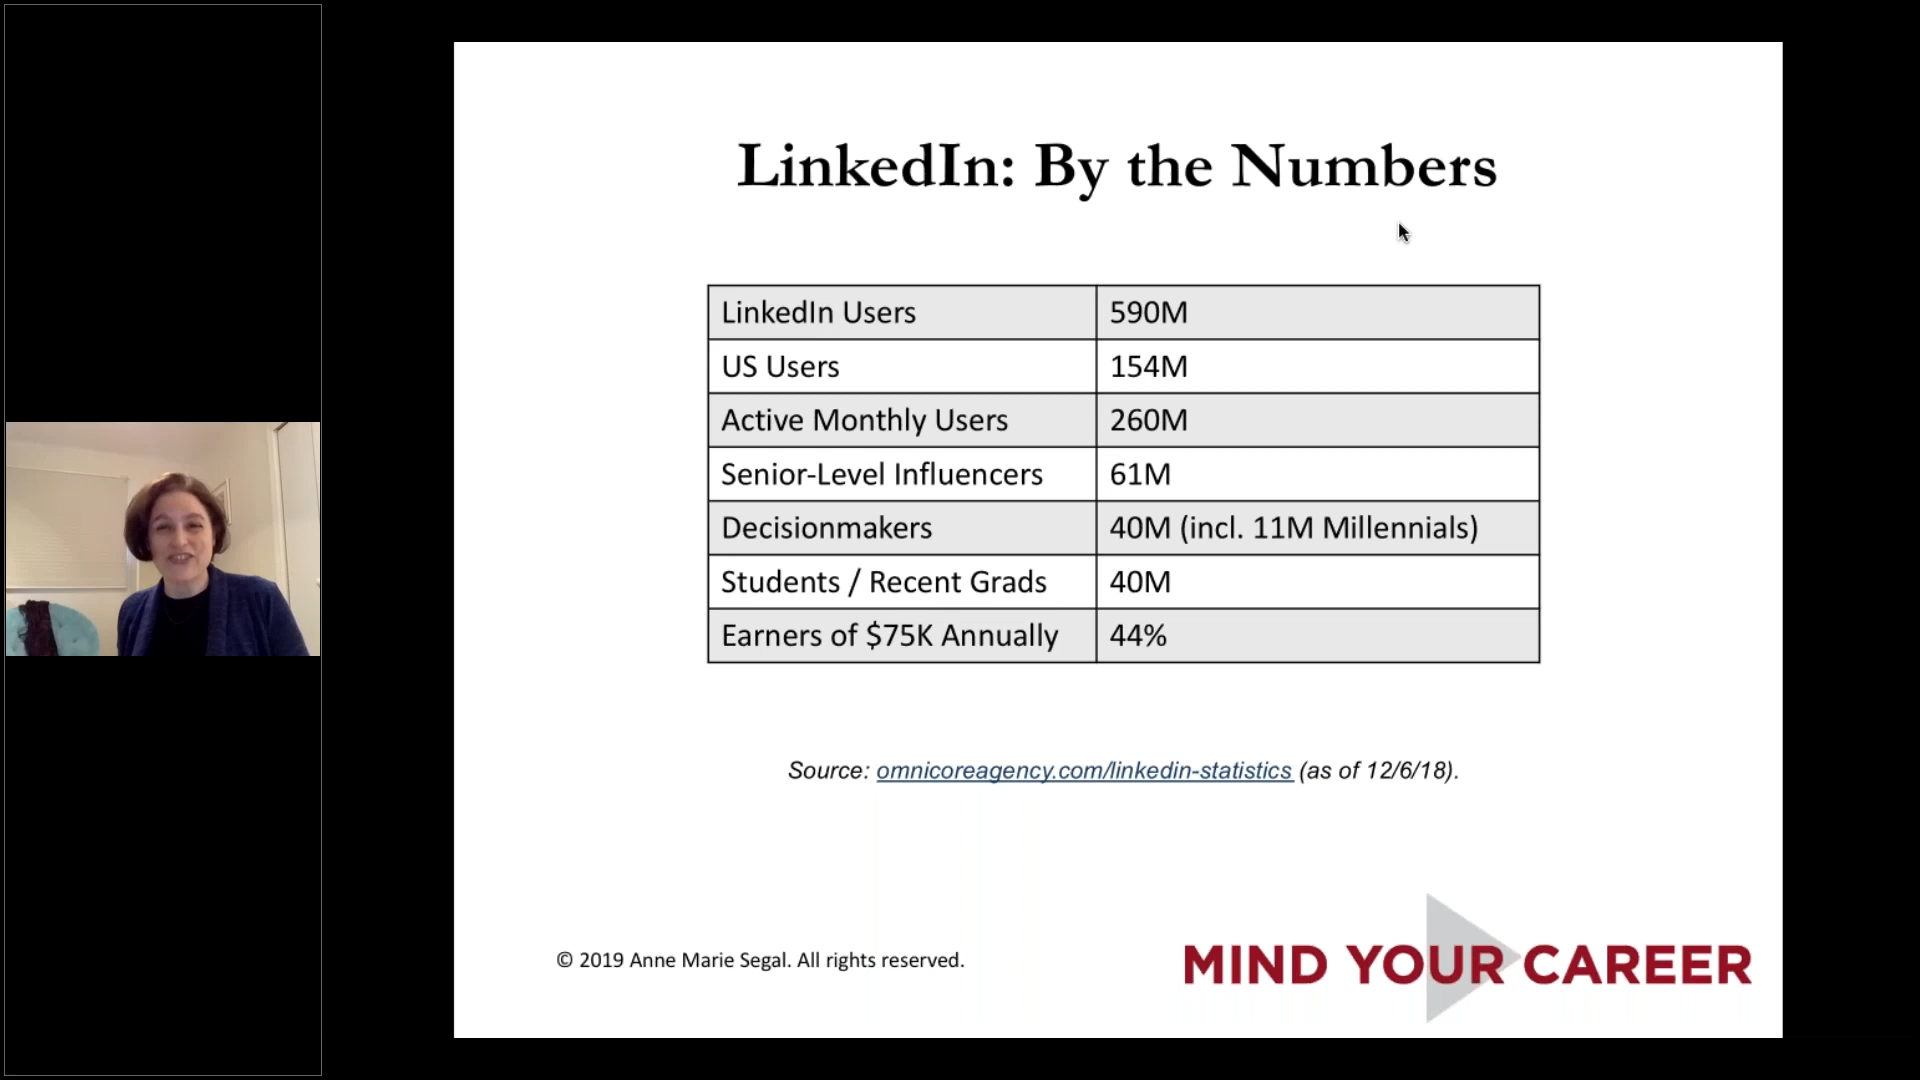 LinkedIn: By the Numbers
LinkedIn Users 590M
US Users 154M
Active Monthly Users 260M
Senior-Level Influencers 61M
Decisionmakers 40M (incl. 11M Millennials)
Students / Recent Grads 40M
Earners of $75K Annually 44%
Source: omnicoreagency.com/linkedin-statistics (as of 12/6/18).
© 2019 Anne Marie Segal. All rights reserved.
MIND YOUR CAREER